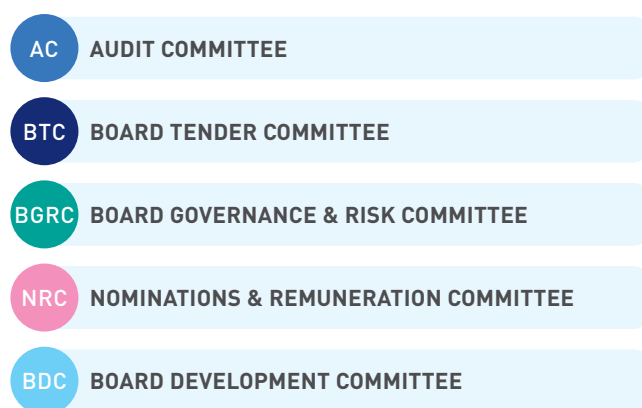 AC AUDIT COMMITTEE
BTC BOARD TENDER COMMITTEE
BGRC BOARD GOVERNANCE & RISK COMMITTEE
NRC NOMINATIONS & REMUNERATION COMMITTEE
BDC BOARD DEVELOPMENT COMMITTEE